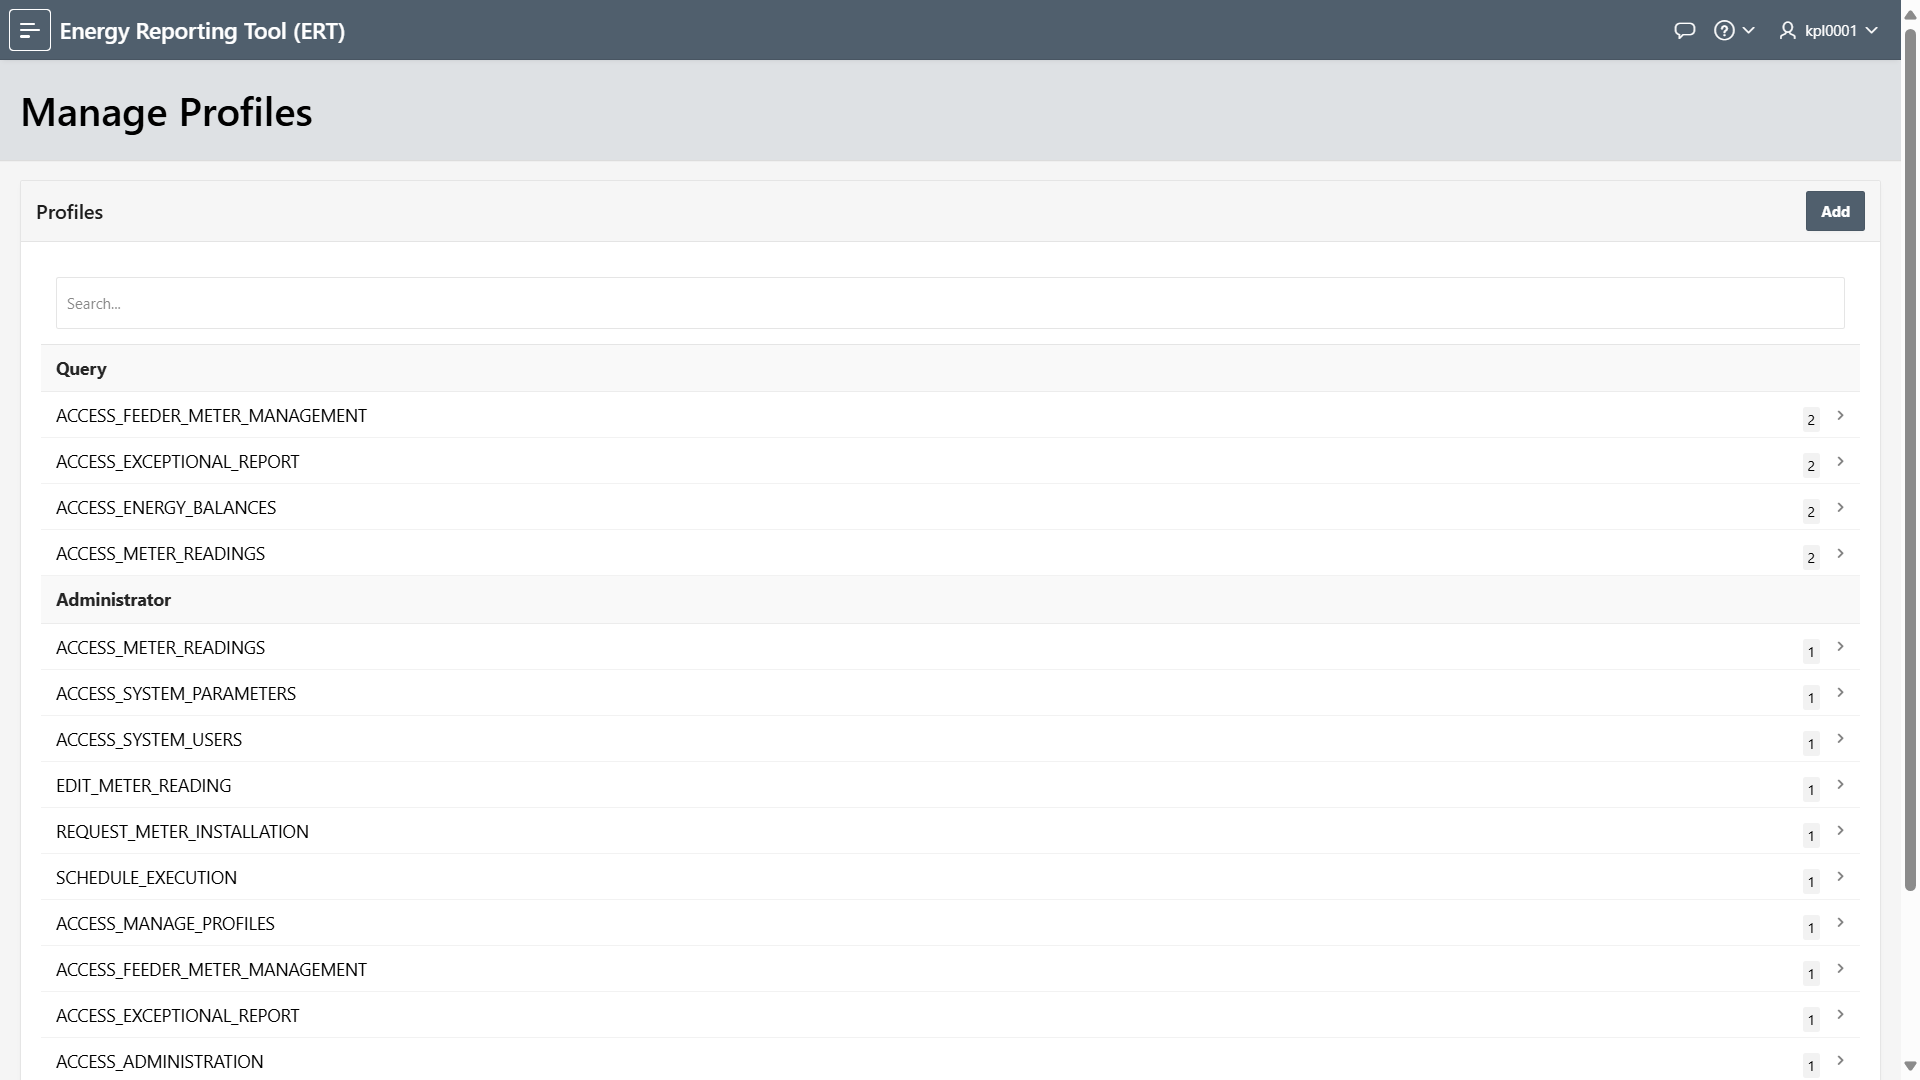 Energy Reporting Tool (ERT)
kpl0001
Manage Profiles
Profiles
Add
Search...
Query
ACCESS_FEEDER_METER_MANAGEMENT 2
ACCESS_EXCEPTIONAL_REPORT 2
ACCESS_ENERGY_BALANCES 2
ACCESS_METER_READINGS 2
Administrator
ACCESS_METER_READINGS 1
ACCESS_SYSTEM_PARAMETERS 1
ACCESS_SYSTEM_USERS 1
EDIT_METER_READING 1
REQUEST_METER_INSTALLATION 1
SCHEDULE_EXECUTION 1
ACCESS_MANAGE_PROFILES 1
ACCESS_FEEDER_METER_MANAGEMENT 1
ACCESS_EXCEPTIONAL_REPORT 1
ACCESS_ADMINISTRATION 1